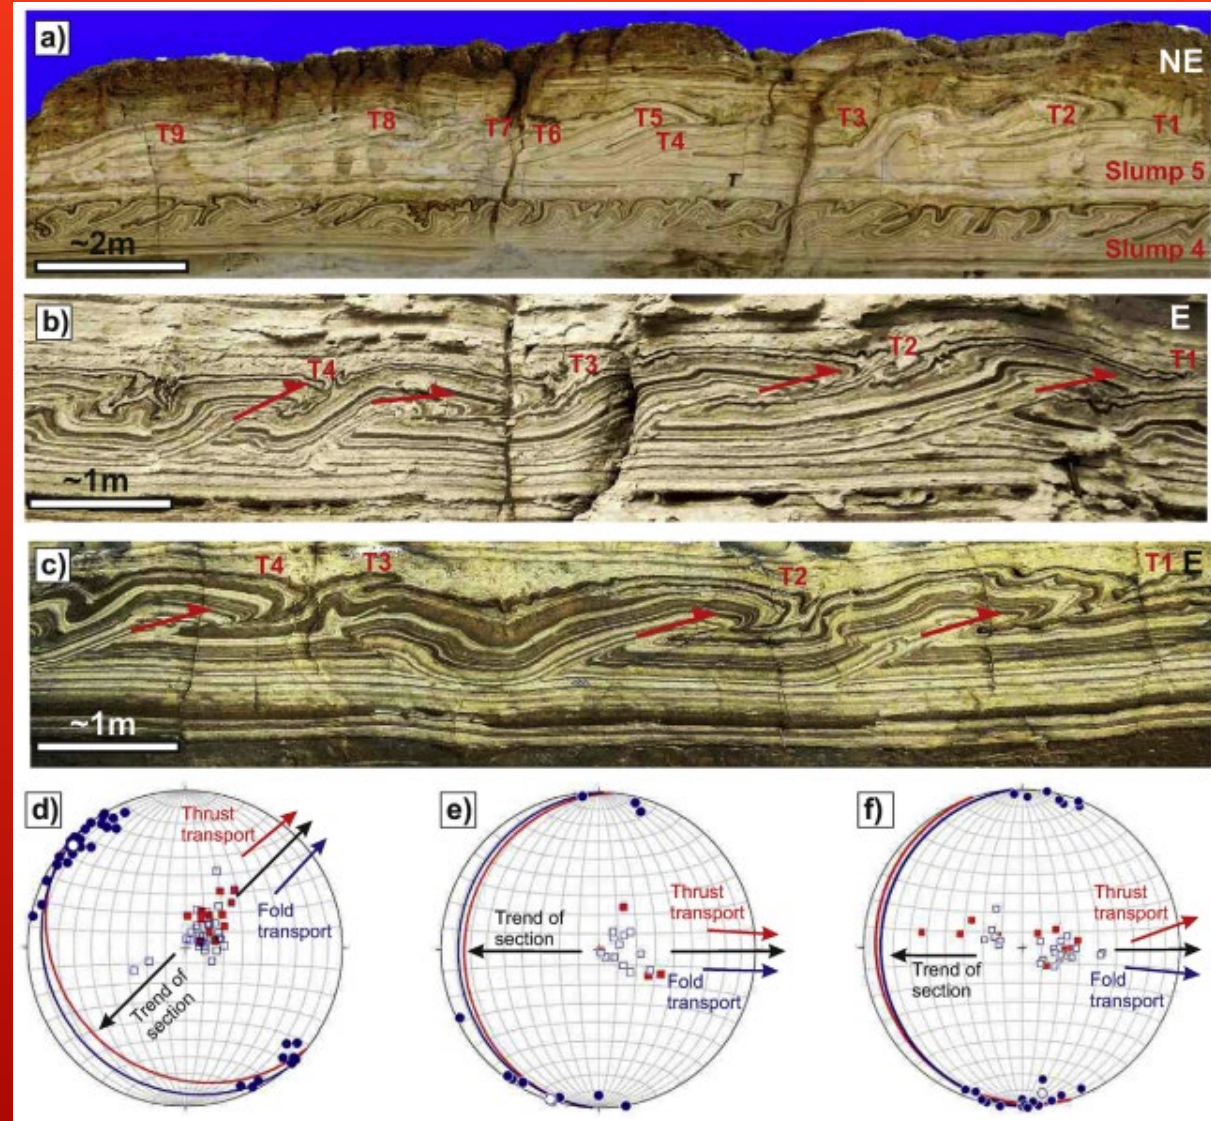 a)
NE
T9
T8
T7
T6
T5
T4
T3
T2
T1
Slump 5
Slump 4
~2m
b)
E
T4
T3
T2
T1
~1m
c)
T4
T3
T2
T1 E
~1m
d)
Thrust
transport
Fold
transport
Trend of
section
e)
Thrust
transport
Trend of
section
Fold
transport
f)
Thrust
transport
Trend of
section
Fold
transport